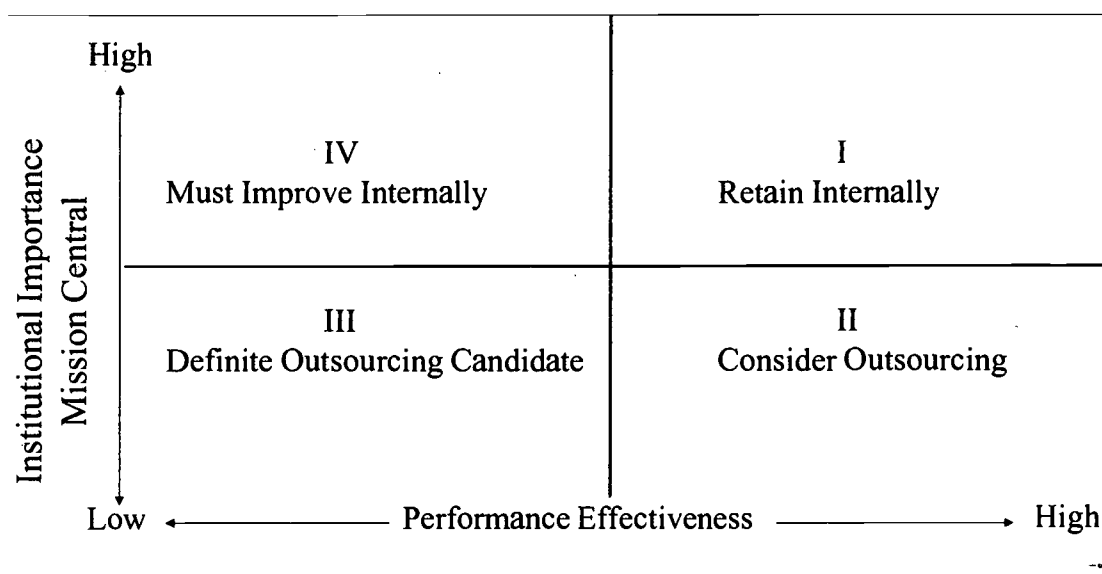 High
IV
Must Improve Internally
I
Retain Internally
Institutional Importance
Mission Central
III
Definite Outsourcing Candidate
II
Consider Outsourcing
Low
Performance Effectiveness
High